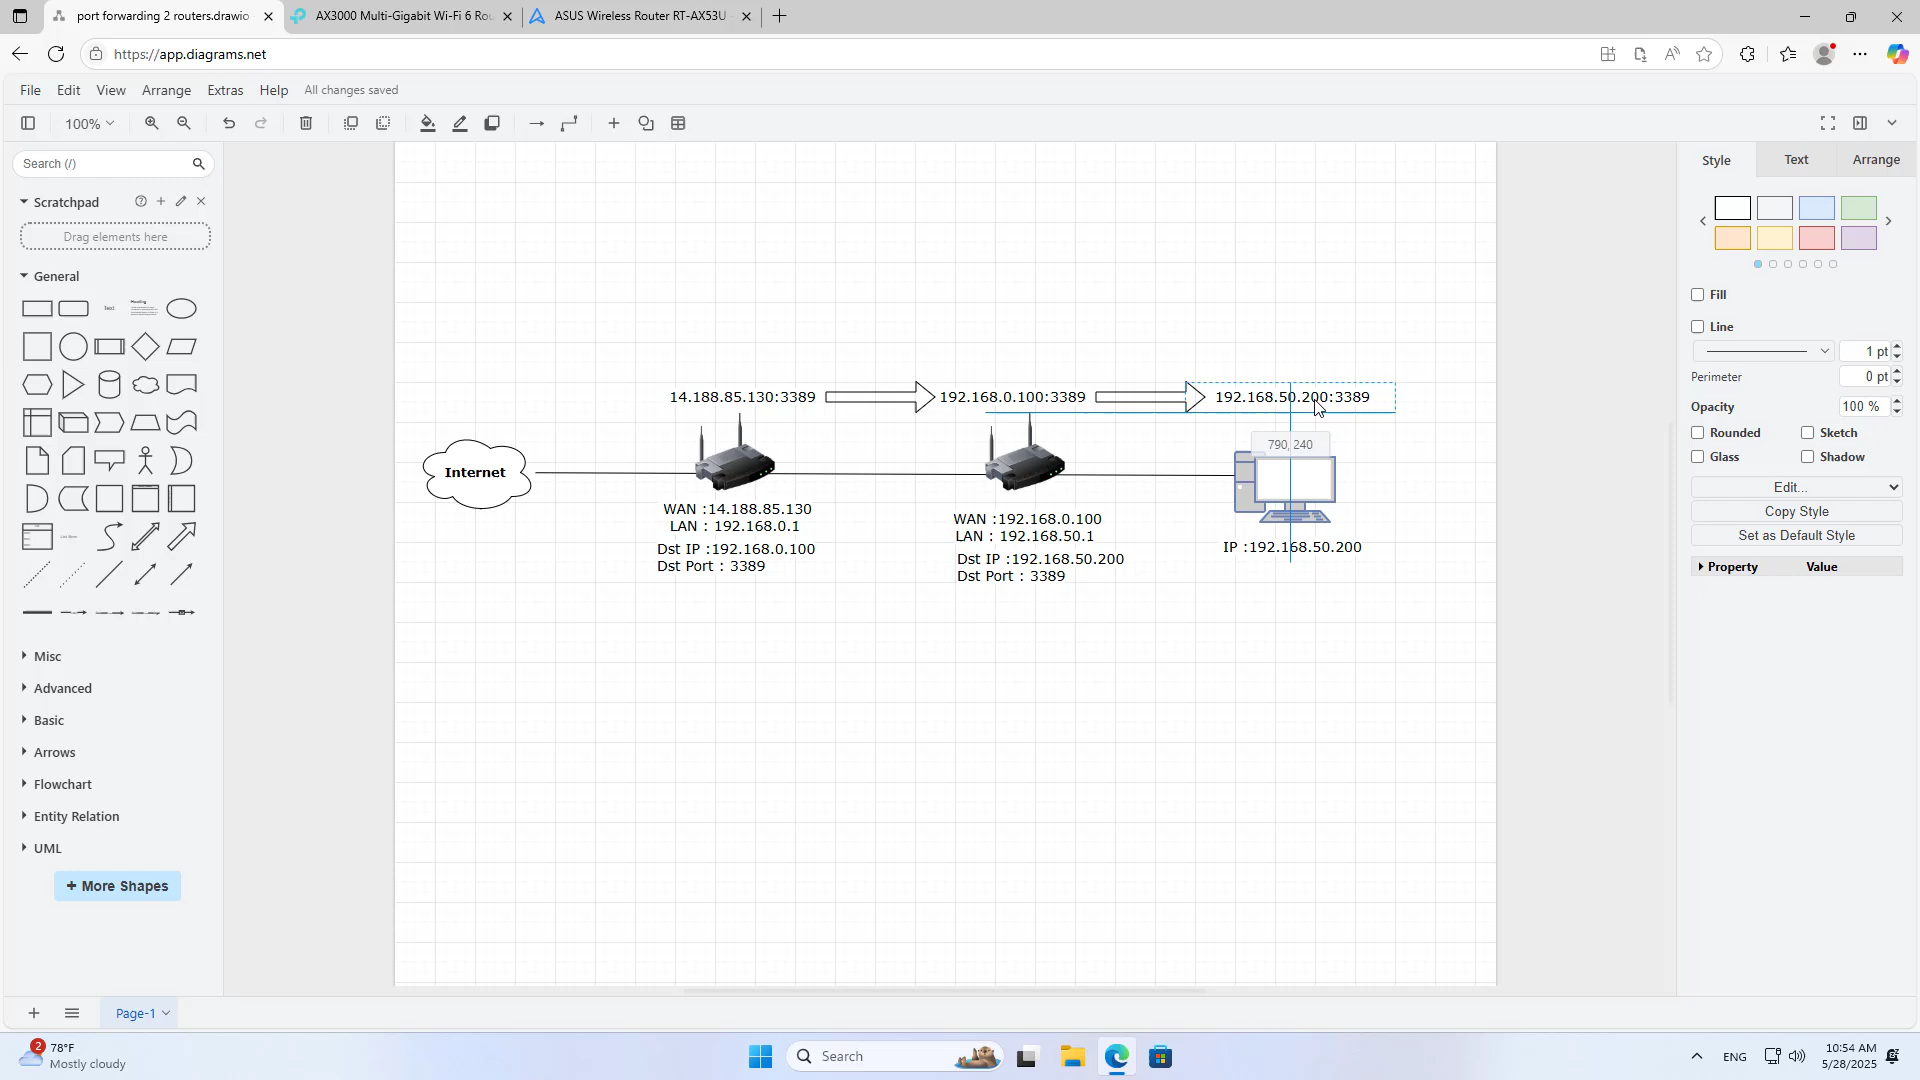 port forwarding 2 routers.drawio
AX3000 Multi-Gigabit Wi-Fi 6 Rou
ASUS Wireless Router RT-AX53U
https://app.diagrams.net
File Edit View Arrange Extras Help All changes saved
100%
Search (/)
Scratchpad
Drag elements here
General
Text
Heading
List Item
Misc
Advanced
Basic
Arrows
Flowchart
Entity Relation
UML
+ More Shapes
14.188.85.130:3389
192.168.0.100:3389
192.168.50.200:3389
790, 240
Internet
WAN :14.188.85.130
LAN : 192.168.0.1
Dst IP :192.168.0.100
Dst Port : 3389
WAN :192.168.0.100
LAN : 192.168.50.1
Dst IP :192.168.50.200
Dst Port : 3389
IP :192.168.50.200
Style Text Arrange
Fill
Line
1 pt
Perimeter 0 pt
Opacity 100 %
Rounded Sketch
Glass Shadow
Edit...
Copy Style
Set as Default Style
Property Value
Page-1
2
78°F
Mostly cloudy
Search
ENG
10:54 AM
5/28/2025